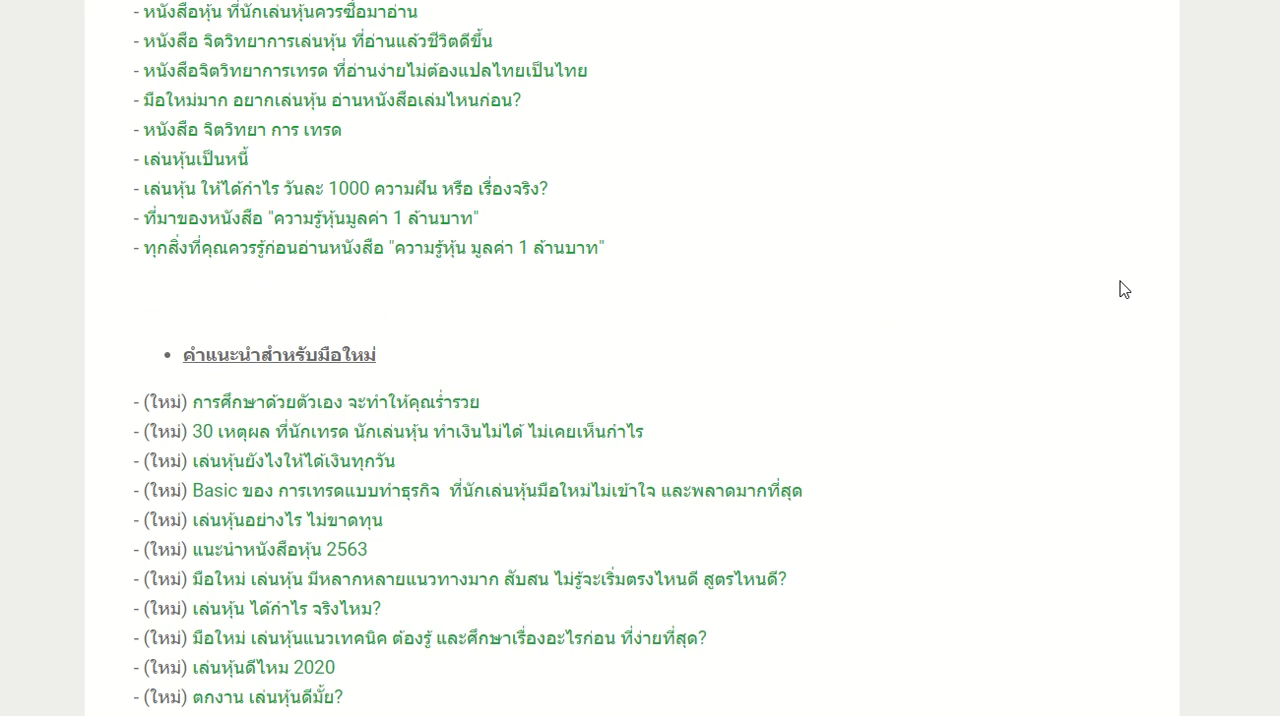 - หนังสือหุ้น ที่นักเล่นหุ้นควรซื้อมาอ่าน
- หนังสือ จิตวิทยาการเล่นหุ้น ที่อ่านแล้วชีวิตดีขึ้น
- หนังสือจิตวิทยาการเทรด ที่อ่านง่ายไม่ต้องแปลไทยเป็นไทย
- มือใหม่มาก อยากเล่นหุ้น อ่านหนังสือเล่มไหนก่อน?
- หนังสือ จิตวิทยา การ เทรด
- เล่นหุ้นเป็นหนี้
- เล่นหุ้น ให้ได้กำไร วันละ 1000 ความฝัน หรือ เรื่องจริง?
- ที่มาของหนังสือ "ความรู้หุ้นมูลค่า 1 ล้านบาท"
- ทุกสิ่งที่คุณควรรู้ก่อนอ่านหนังสือ "ความรู้หุ้น มูลค่า 1 ล้านบาท"
• คำแนะนำสำหรับมือใหม่
- (ใหม่) การศึกษาด้วยตัวเอง จะทำให้คุณร่ำรวย
- (ใหม่) 30 เหตุผล ที่นักเทรด นักเล่นหุ้น ทำเงินไม่ได้ ไม่เคยเห็นกำไร
- (ใหม่) เล่นหุ้นยังไงให้ได้เงินทุกวัน
- (ใหม่) Basic ของ การเทรดแบบทำธุรกิจ ที่นักเล่นหุ้นมือใหม่ไม่เข้าใจ และพลาดมากที่สุด
- (ใหม่) เล่นหุ้นอย่างไร ไม่ขาดทุน
- (ใหม่) แนะนำหนังสือหุ้น 2563
- (ใหม่) มือใหม่ เล่นหุ้น มีหลากหลายแนวทางมาก สับสน ไม่รู้จะเริ่มตรงไหนดี สูตรไหนดี?
- (ใหม่) เล่นหุ้น ได้กำไร จริงไหม?
- (ใหม่) มือใหม่ เล่นหุ้นแนวเทคนิค ต้องรู้ และศึกษาเรื่องอะไรก่อน ที่ง่ายที่สุด?
- (ใหม่) เล่นหุ้นดีไหม 2020
- (ใหม่) ตกงาน เล่นหุ้นดีมั้ย?